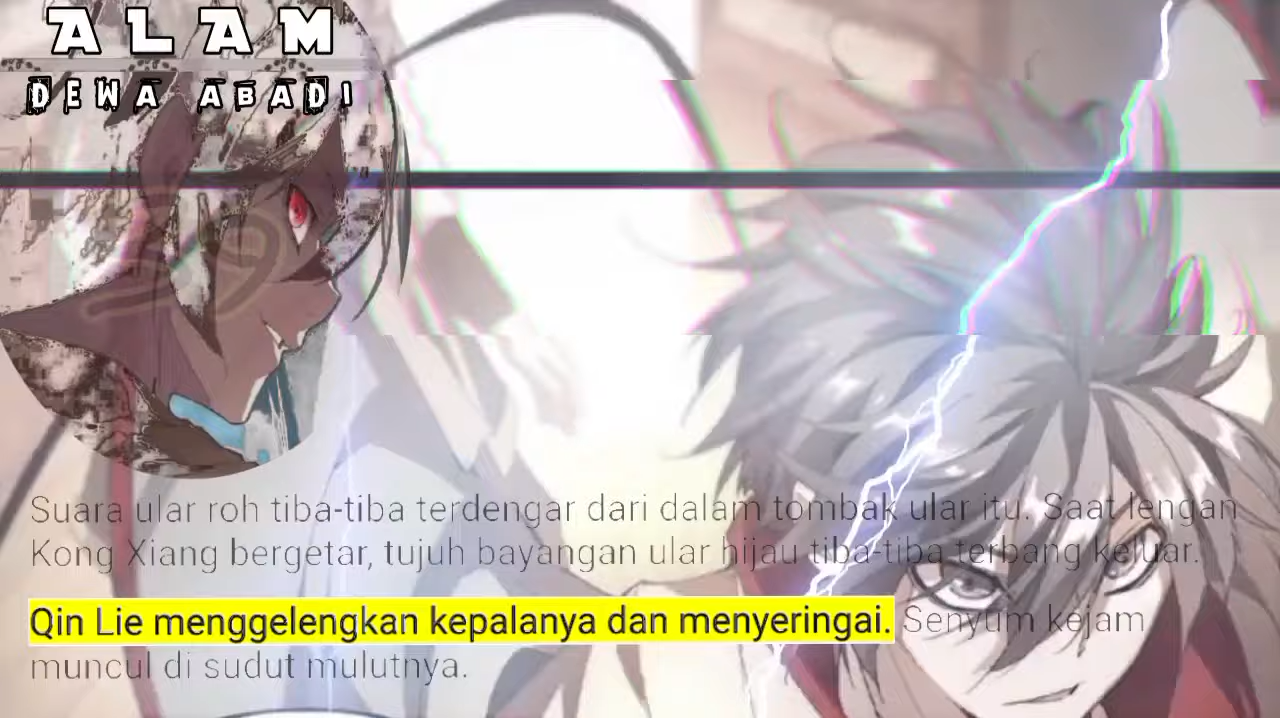 ALAM
DEWA ABADI
Suara ular roh tiba-tiba terdengar dari dalam tombak ular itu. Saat lengan
Kong Xiang bergetar, tujuh bayangan ular hijau tiba-tiba terbang keluar.
Qin Lie menggelengkan kepalanya dan menyeringai. Senyum kejam
muncul di sudut mulutnya.